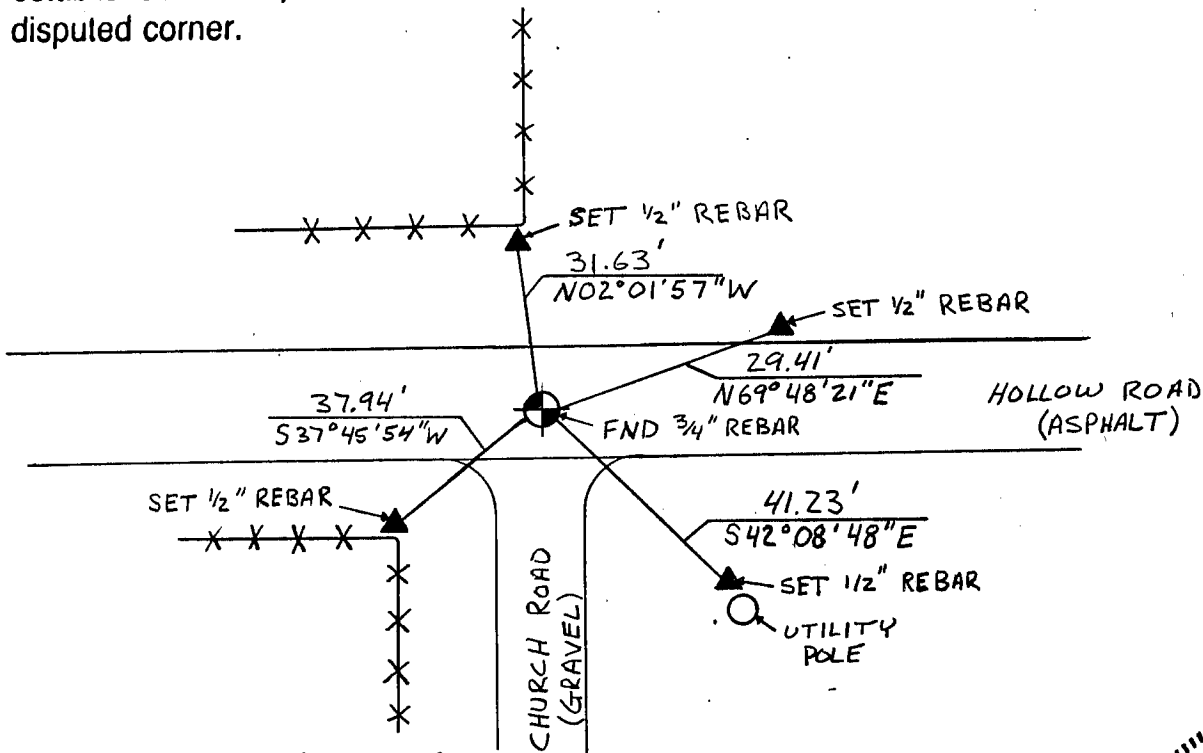 disputed corner.
SET 1/2" REBAR
31.63'
N02°01'57"W
SET 1/2" REBAR
29.41'
N69°48'21"E
HOLLOW ROAD
(ASPHALT)
37.94'
S37°45'54"W
FND 3/4" REBAR
SET 1/2" REBAR
41.23'
S42°08'48"E
SET 1/2" REBAR
UTILITY
POLE
CHURCH ROAD
(GRAVEL)